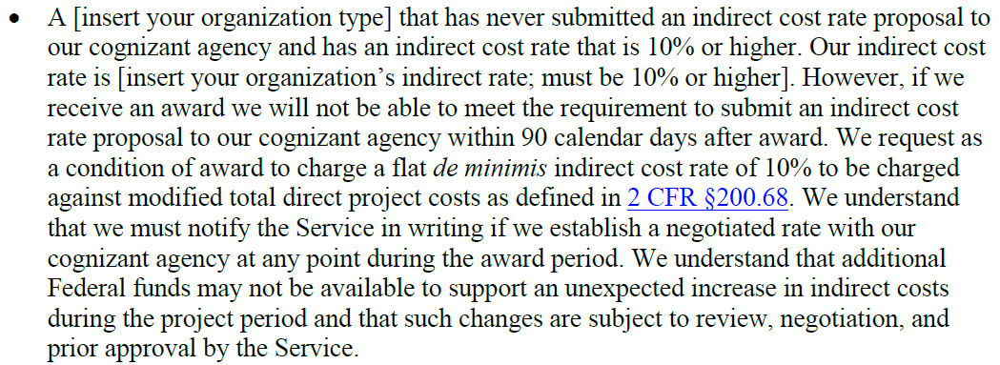 • A [insert your organization type] that has never submitted an indirect cost rate proposal to
our cognizant agency and has an indirect cost rate that is 10% or higher. Our indirect cost
rate is [insert your organization’s indirect rate; must be 10% or higher]. However, if we
receive an award we will not be able to meet the requirement to submit an indirect cost
rate proposal to our cognizant agency within 90 calendar days after award. We request as
a condition of award to charge a flat de minimis indirect cost rate of 10% to be charged
against modified total direct project costs as defined in 2 CFR §200.68. We understand
that we must notify the Service in writing if we establish a negotiated rate with our
cognizant agency at any point during the award period. We understand that additional
Federal funds may not be available to support an unexpected increase in indirect costs
during the project period and that such changes are subject to review, negotiation, and
prior approval by the Service.